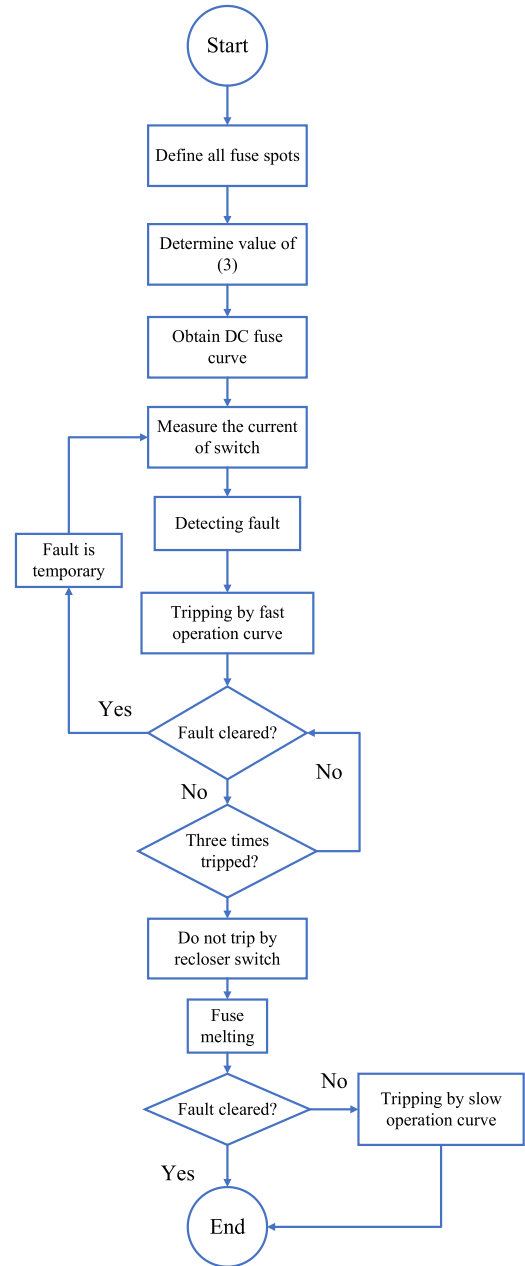 Start
Define all fuse spots
Determine value of
(3)
Obtain DC fuse
curve
Measure the current
of switch
Detecting fault
Fault is
temporary
Tripping by fast
operation curve
Yes
Fault cleared?
No
No
Three times
tripped?
Do not trip by
recloser switch
Fuse
melting
Fault cleared?
No
Tripping by slow
operation curve
Yes
End